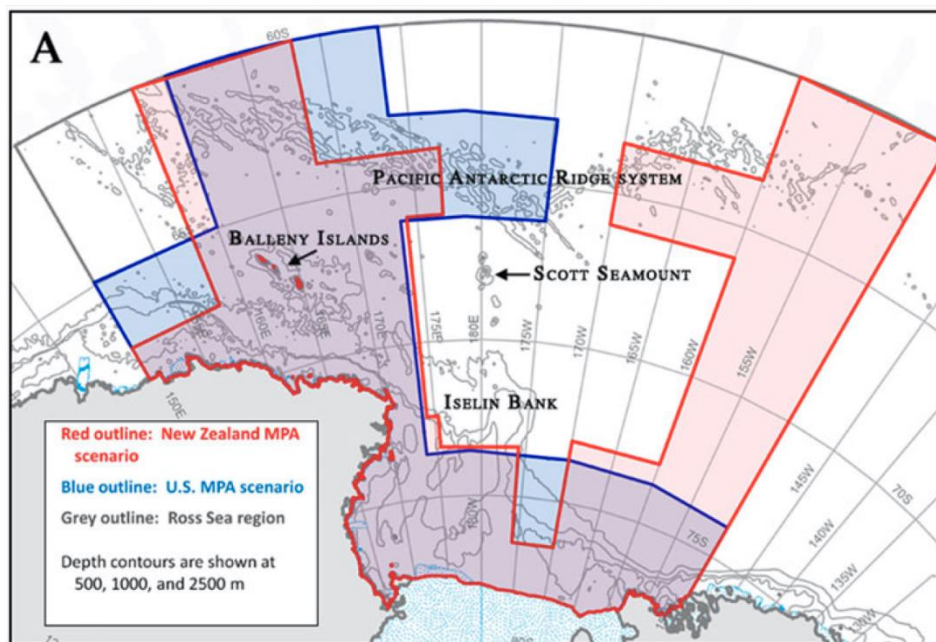 A
60S
PACIFIC ANTARCTIC RIDGE SYSTEM
BALLENY ISLANDS
SCOTT SEAMOUNT
160E
170E
175E
180E
175W
170W
165W
160W
155W
ISELIN BANK
150E
145W
70S
140W
135W
75S
160W
Red outline: New Zealand MPA
scenario
Blue outline: U.S. MPA scenario
Grey outline: Ross Sea region
Depth contours are shown at
500, 1000, and 2500 m